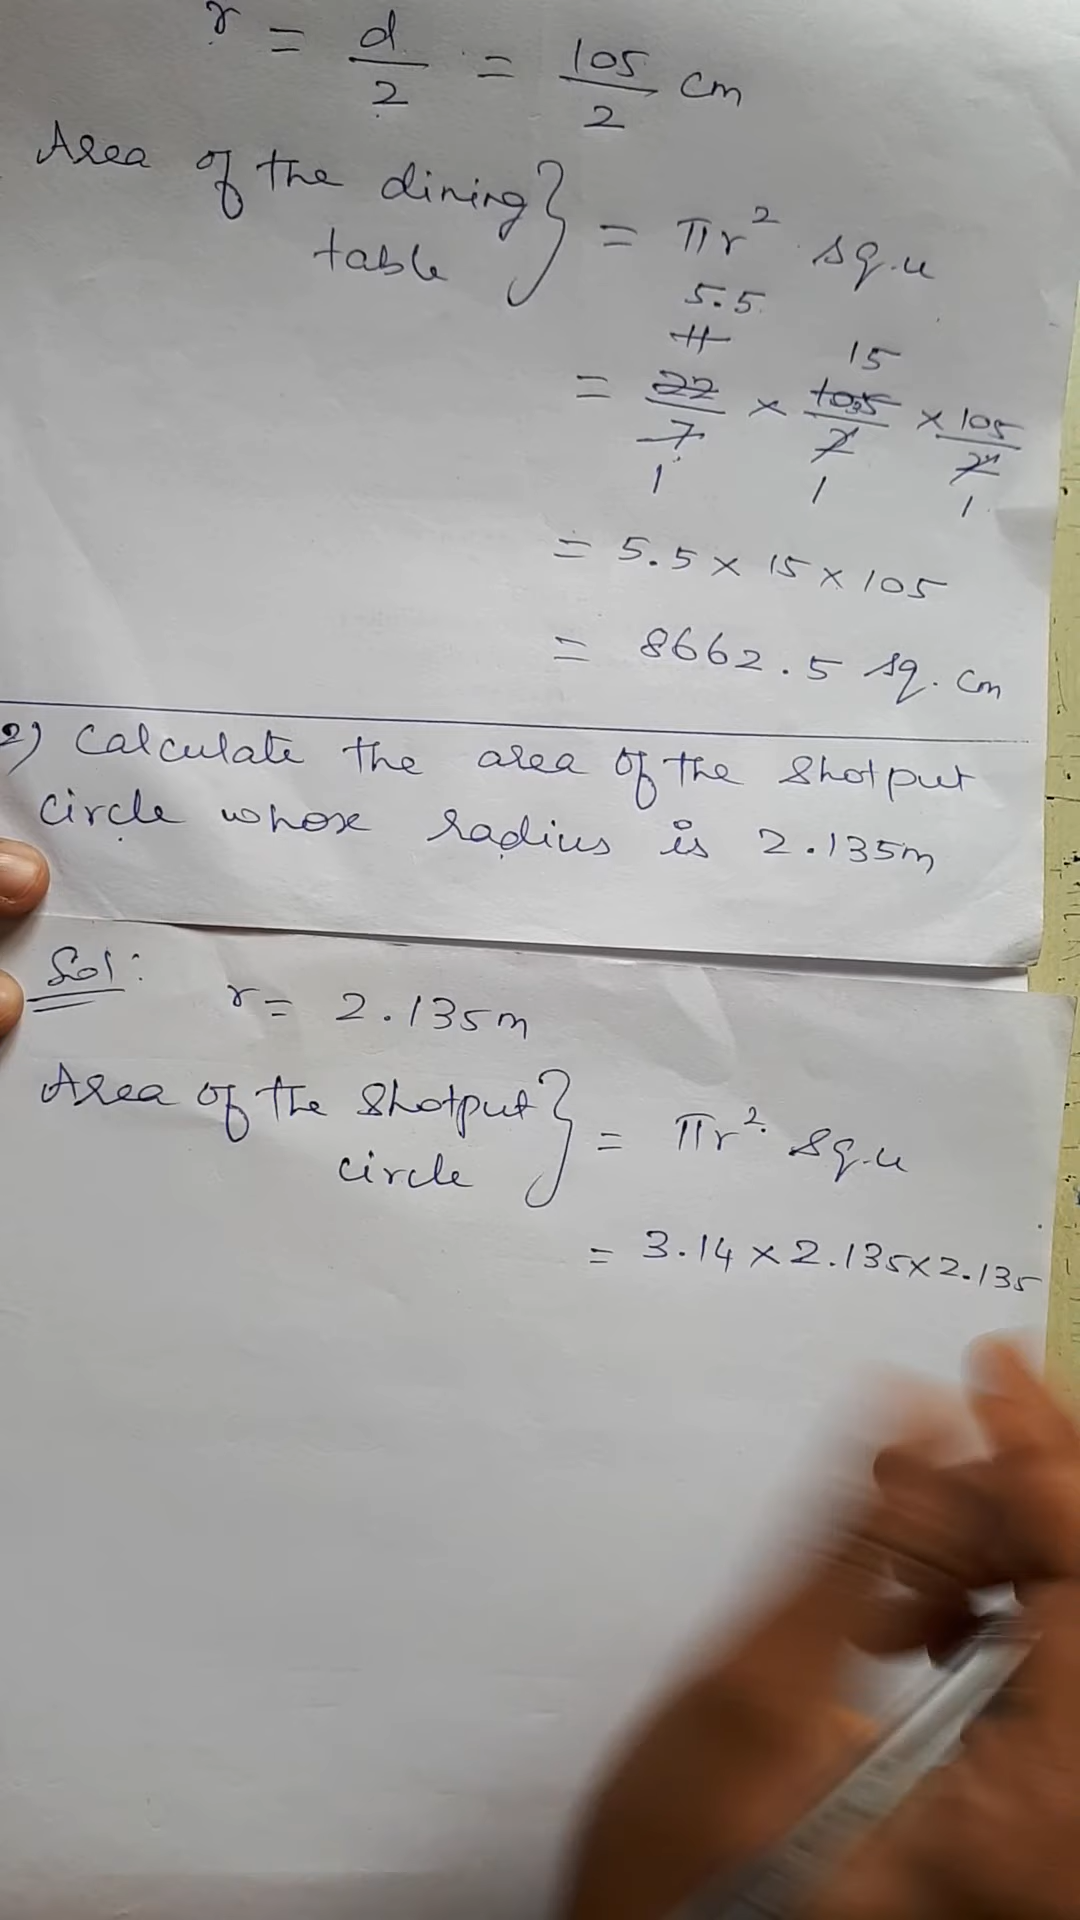 r = d/2 = 105/2 cm
Area of the dining table } = πr² sq.u
5.5
11 15
= 22/7 × 105/2 × 105/2
1 1 1
= 5.5 × 15 × 105
= 8662.5 sq. cm
2) Calculate the area of the Shotput
circle whose radius is 2.135m
Sol: r = 2.135m
Area of the Shotput circle } = πr² sq.u
= 3.14 × 2.135 × 2.135